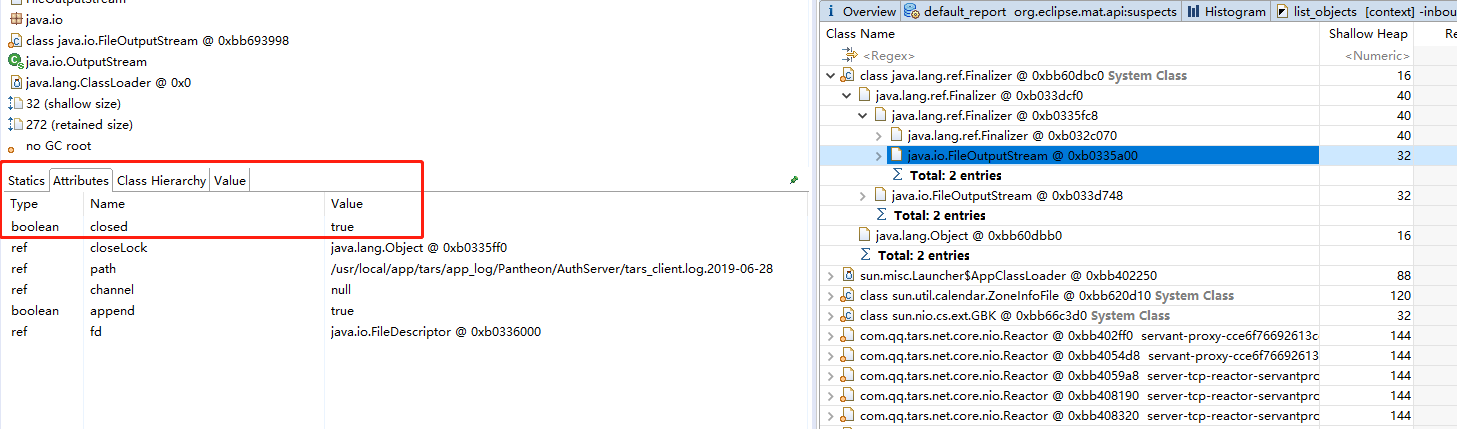 FileOutputStream
java.io
class java.io.FileOutputStream @ 0xbb693998
java.io.OutputStream
java.lang.ClassLoader @ 0x0
32 (shallow size)
272 (retained size)
no GC root
Statics Attributes Class Hierarchy Value
Type Name Value
boolean closed true
ref closeLock java.lang.Object @ 0xb0335ff0
ref path /usr/local/app/tars/app_log/Pantheon/AuthServer/tars_client.log.2019-06-28
ref channel null
boolean append true
ref fd java.io.FileDescriptor @ 0xb0336000
i Overview default_report org.eclipse.mat.api:suspects Histogram list_objects [context] -inbou
Class Name Shallow Heap Re
<Regex> <Numeric>
class java.lang.ref.Finalizer @ 0xbb60dbc0 System Class 16
java.lang.ref.Finalizer @ 0xb033dcf0 40
java.lang.ref.Finalizer @ 0xb0335fc8 40
java.lang.ref.Finalizer @ 0xb032c070 40
java.io.FileOutputStream @ 0xb0335a00 32
Σ Total: 2 entries
java.io.FileOutputStream @ 0xb033d748 32
Σ Total: 2 entries
java.lang.Object @ 0xbb60dbb0 16
Σ Total: 2 entries
sun.misc.Launcher$AppClassLoader @ 0xbb402250 88
class sun.util.calendar.ZoneInfoFile @ 0xbb620d10 System Class 120
class sun.nio.cs.ext.GBK @ 0xbb66c3d0 System Class 32
com.qq.tars.net.core.nio.Reactor @ 0xbb402ff0 servant-proxy-cce6f76692613c 144
com.qq.tars.net.core.nio.Reactor @ 0xbb4054d8 servant-proxy-cce6f76692613 144
com.qq.tars.net.core.nio.Reactor @ 0xbb4059a8 server-tcp-reactor-servantpro 144
com.qq.tars.net.core.nio.Reactor @ 0xbb408190 server-tcp-reactor-servantpro 144
com.qq.tars.net.core.nio.Reactor @ 0xbb408320 server-tcp-reactor-servantpro 144